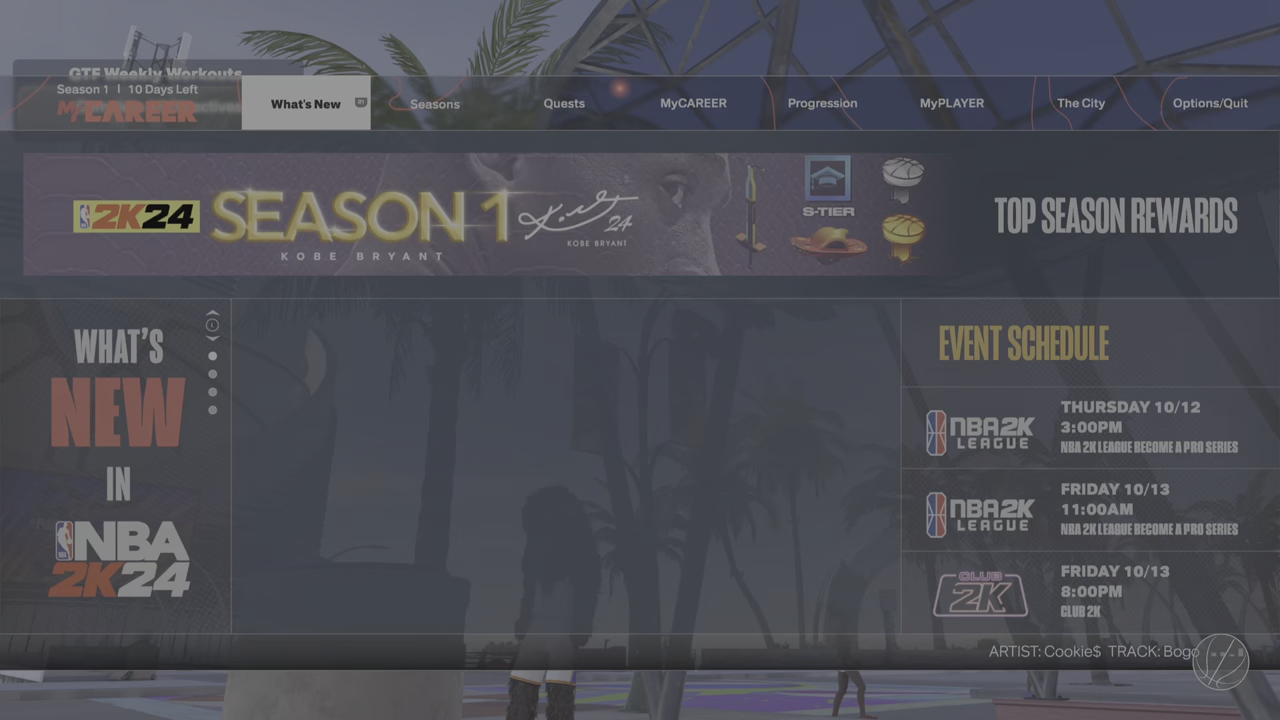 GTF Weekly Workouts
Season 1 | 10 Days Left
MyCAREER
What's New
R1
Seasons
Quests
MyCAREER
Progression
MyPLAYER
The City
Options/Quit
NBA 2K24
SEASON 1
24
KOBE BRYANT
KOBE BRYANT
S-TIER
TOP SEASON REWARDS
WHAT'S
NEW
IN
NBA
2K24
L
EVENT SCHEDULE
NBA2K
LEAGUE
THURSDAY 10/12
3:00PM
NBA 2K LEAGUE BECOME A PRO SERIES
NBA2K
LEAGUE
FRIDAY 10/13
11:00AM
NBA 2K LEAGUE BECOME A PRO SERIES
CLUB
2K
FRIDAY 10/13
8:00PM
CLUB 2K
ARTIST: Cookie$ TRACK: Bogo